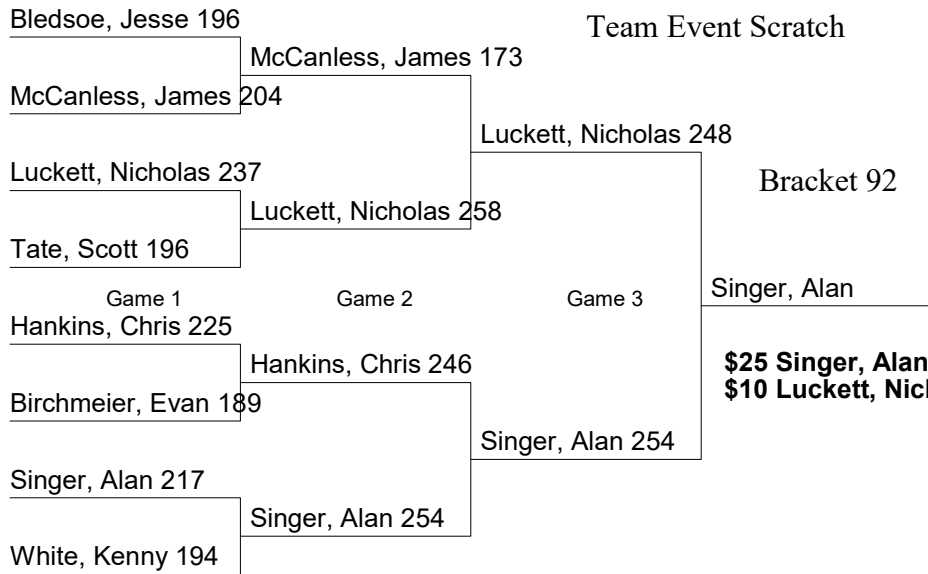 Bledsoe, Jesse 196
Team Event Scratch
McCanless, James 173
McCanless, James 204
Luckett, Nicholas 248
Luckett, Nicholas 237
Bracket 92
Luckett, Nicholas 258
Tate, Scott 196
Game 1
Game 2
Game 3
Singer, Alan
Hankins, Chris 225
Hankins, Chris 246
$25 Singer, Alan
$10 Luckett, Nich
Birchmeier, Evan 189
Singer, Alan 254
Singer, Alan 217
Singer, Alan 254
White, Kenny 194